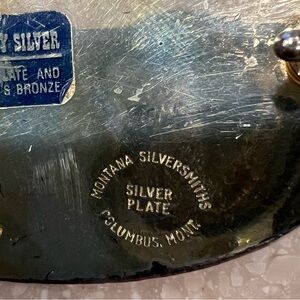 Y SILVER
LATE AND
& BRONZE
MONTANA SILVERSMITHS
SILVER
PLATE
COLUMBUS, MONT.